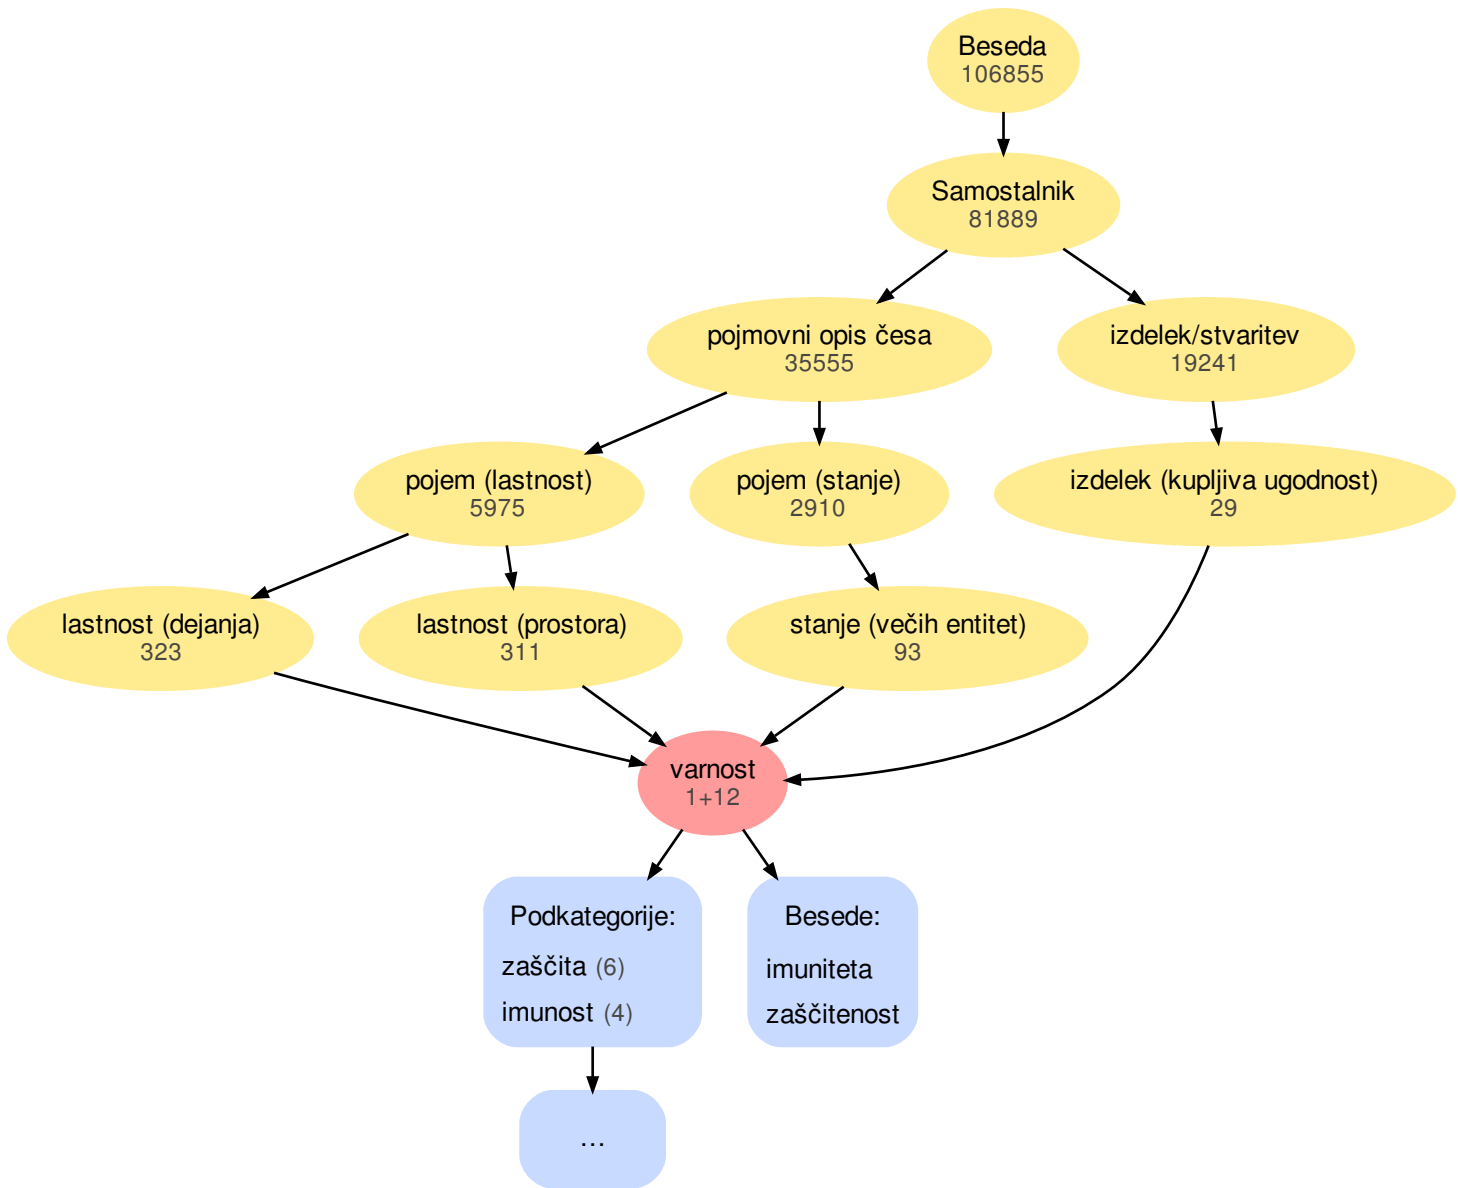 Beseda
106855
Samostalnik
81889
pojmovni opis česa
35555
izdelek/stvaritev
19241
pojem (lastnost)
5975
pojem (stanje)
2910
izdelek (kupljiva ugodnost)
29
lastnost (dejanja)
323
lastnost (prostora)
311
stanje (večih entitet)
93
varnost
1+12
Podkategorije:
zaščita (6)
imunost (4)
Besede:
imuniteta
zaščitenost
...